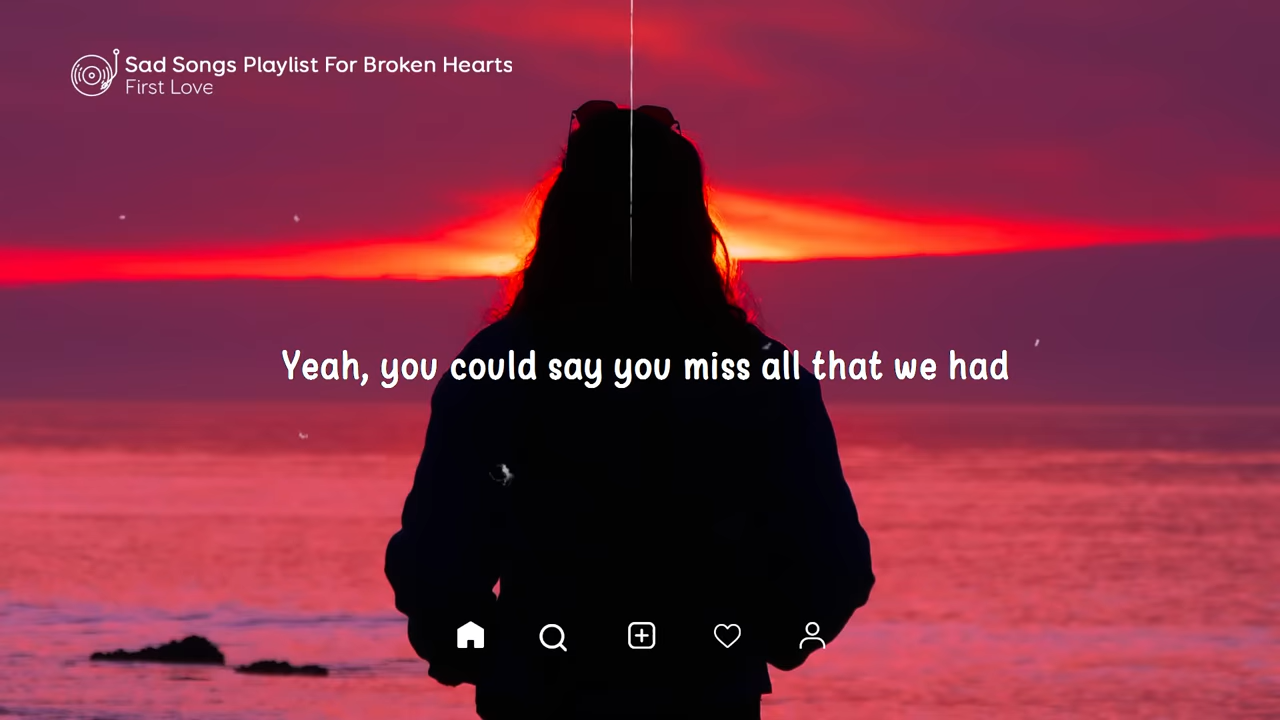 Sad Songs Playlist For Broken Hearts
First Love
Yeah, you could say you miss all that we had